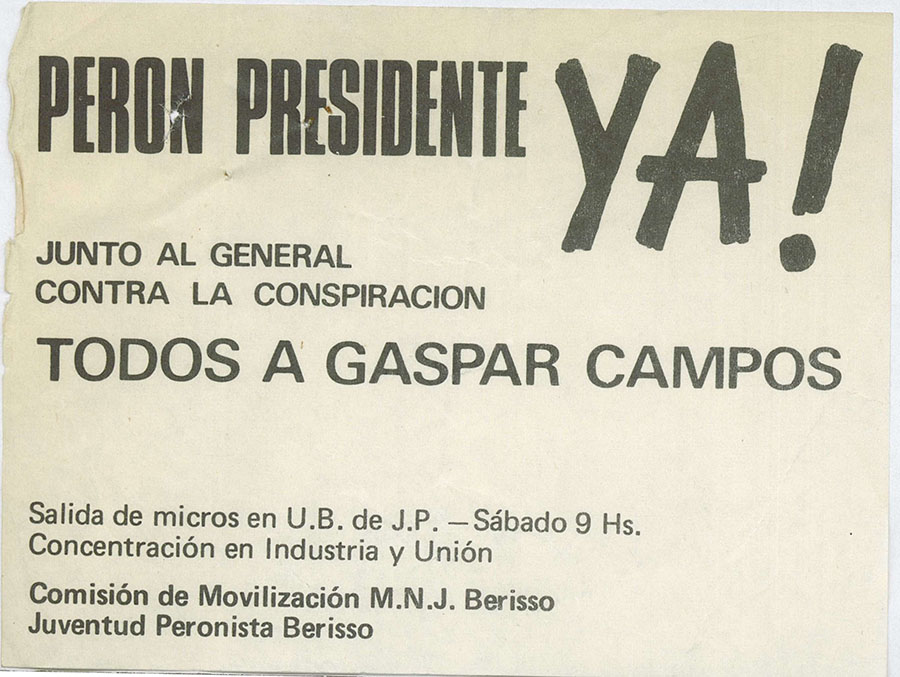 PERON PRESIDENTE YA!
JUNTO AL GENERAL
CONTRA LA CONSPIRACION
TODOS A GASPAR CAMPOS
Salida de micros en U.B. de J.P. — Sábado 9 Hs.
Concentración en Industria y Unión
Comisión de Movilización M.N.J. Berisso
Juventud Peronista Berisso